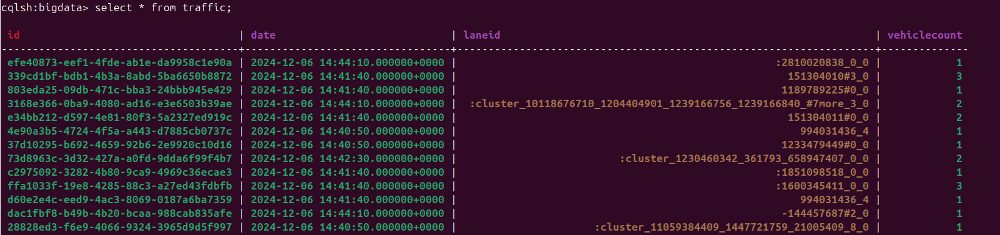 cqlsh:bigdata> select * from traffic;
id | date | laneid | vehiclecount
--------------------------------------+---------------------------------+--------------------------------------------------------------------+--------------
efe40873-eef1-4fde-ab1e-da9958c1e90a | 2024-12-06 14:44:10.000000+0000 | :2810020838_0_0 | 1
339cd1bf-bdb1-4b3a-8abd-5ba6650b8872 | 2024-12-06 14:41:40.000000+0000 | 151304010#3_0 | 3
803eda25-09db-471c-bba3-24bbb945e429 | 2024-12-06 14:41:40.000000+0000 | 1189789225#0_0 | 1
3168e366-0ba9-4080-ad16-e3e6503b39ae | 2024-12-06 14:44:10.000000+0000 | :cluster_10118676710_1204404901_1239166756_1239166840_#7more_3_0 | 2
e34bb212-d597-4e81-80f3-5a2327ed919c | 2024-12-06 14:41:40.000000+0000 | 151304011#0_0 | 2
4e90a3b5-4724-4f5a-a443-d7885cb0737c | 2024-12-06 14:40:50.000000+0000 | 994031436_4 | 1
37d10295-b692-4659-92b6-2e9920c10d16 | 2024-12-06 14:40:50.000000+0000 | 1233479449#0_0 | 1
73d8963c-3d32-427a-a0fd-9dda6f99f4b7 | 2024-12-06 14:42:30.000000+0000 | :cluster_1230460342_361793_658947407_0_0 | 2
c2975092-3282-4b80-9ca9-4969c36ecae3 | 2024-12-06 14:41:40.000000+0000 | :1851098518_0_0 | 1
ffa1033f-19e8-4285-88c3-a27ed43fdbfb | 2024-12-06 14:41:40.000000+0000 | :1600345411_0_0 | 3
d60e2e4c-eed9-4ac3-8069-0187a6ba7359 | 2024-12-06 14:41:40.000000+0000 | 994031436_4 | 1
dac1fbf8-b49b-4b20-bcaa-988cab835afe | 2024-12-06 14:44:10.000000+0000 | -144457687#2_0 | 1
28828ed3-f6e9-4066-9324-3965d9d5f997 | 2024-12-06 14:40:50.000000+0000 | :cluster_11059384409_1447721759_21005409_8_0 | 1